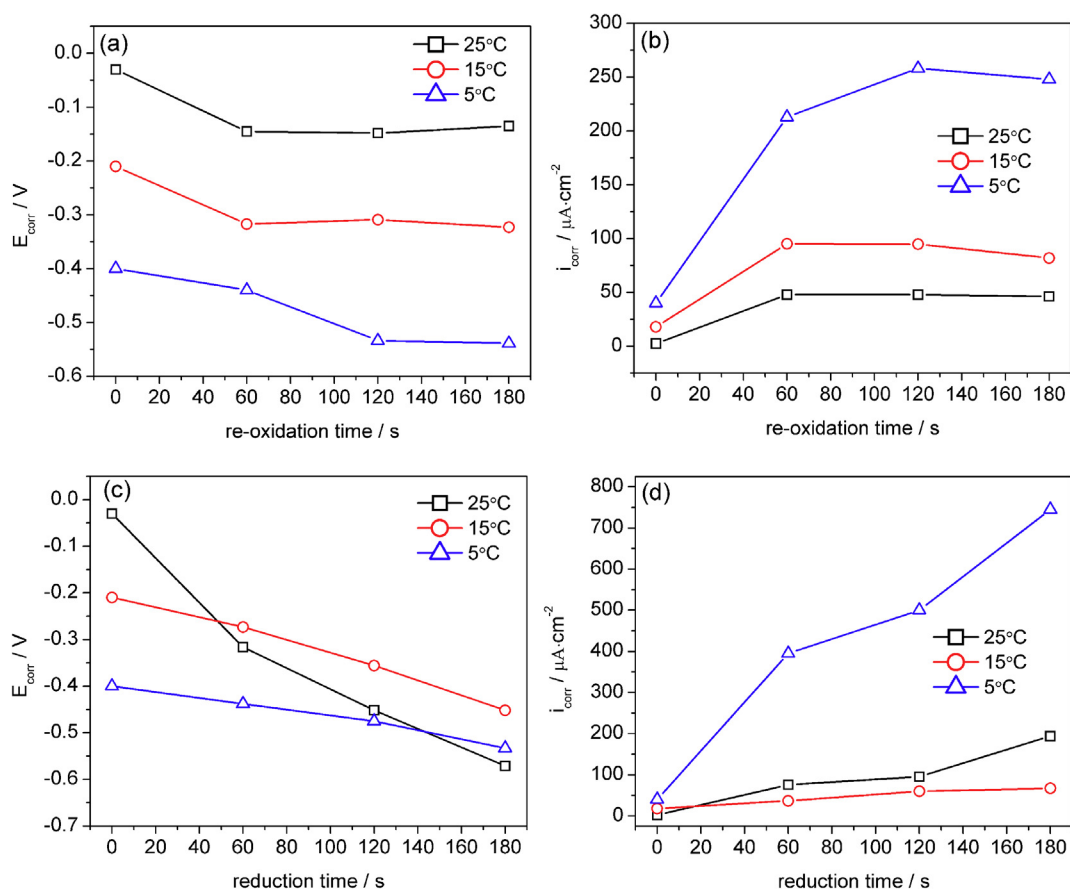 (a)
25°C
15°C
5°C
0.0
-0.1
-0.2
-0.3
-0.4
-0.5
-0.6
E_corr / V
0 20 40 60 80 100 120 140 160 180
re-oxidation time / s
(b)
25°C
15°C
5°C
300
250
200
150
100
50
0
i_corr / μA·cm⁻²
0 20 40 60 80 100 120 140 160 180
re-oxidation time / s
(c)
25°C
15°C
5°C
0.0
-0.1
-0.2
-0.3
-0.4
-0.5
-0.6
-0.7
E_corr / V
0 20 40 60 80 100 120 140 160 180
reduction time / s
(d)
25°C
15°C
5°C
800
700
600
500
400
300
200
100
0
i_corr / μA·cm⁻²
0 20 40 60 80 100 120 140 160 180
reduction time / s